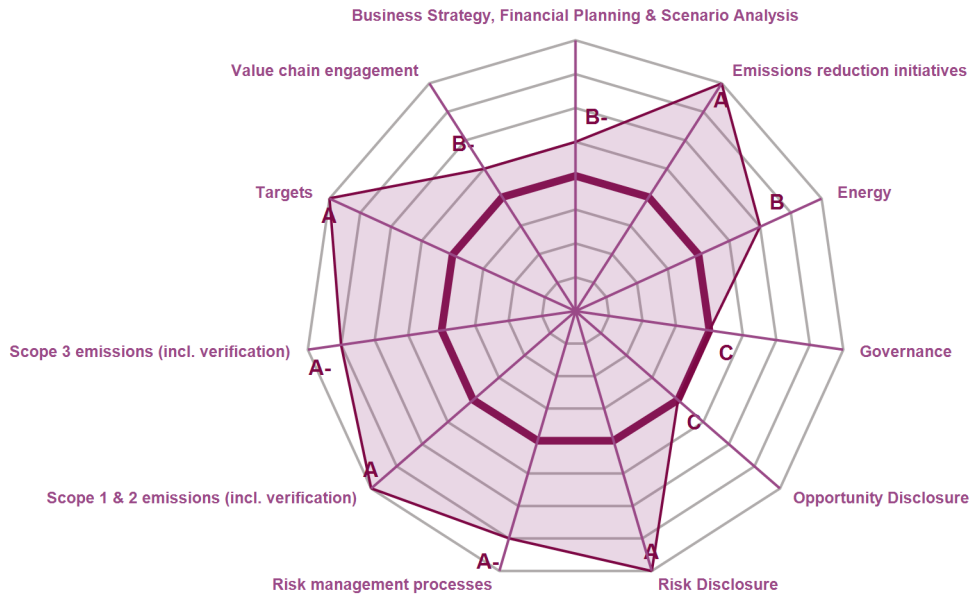 Business Strategy, Financial Planning & Scenario Analysis
Value chain engagement
Emissions reduction initiatives
A
B-
B-
Targets
A
B
Energy
Scope 3 emissions (incl. verification)
A-
C
Governance
C
A
Scope 1 & 2 emissions (incl. verification)
Opportunity Disclosure
A-
A
Risk management processes
Risk Disclosure